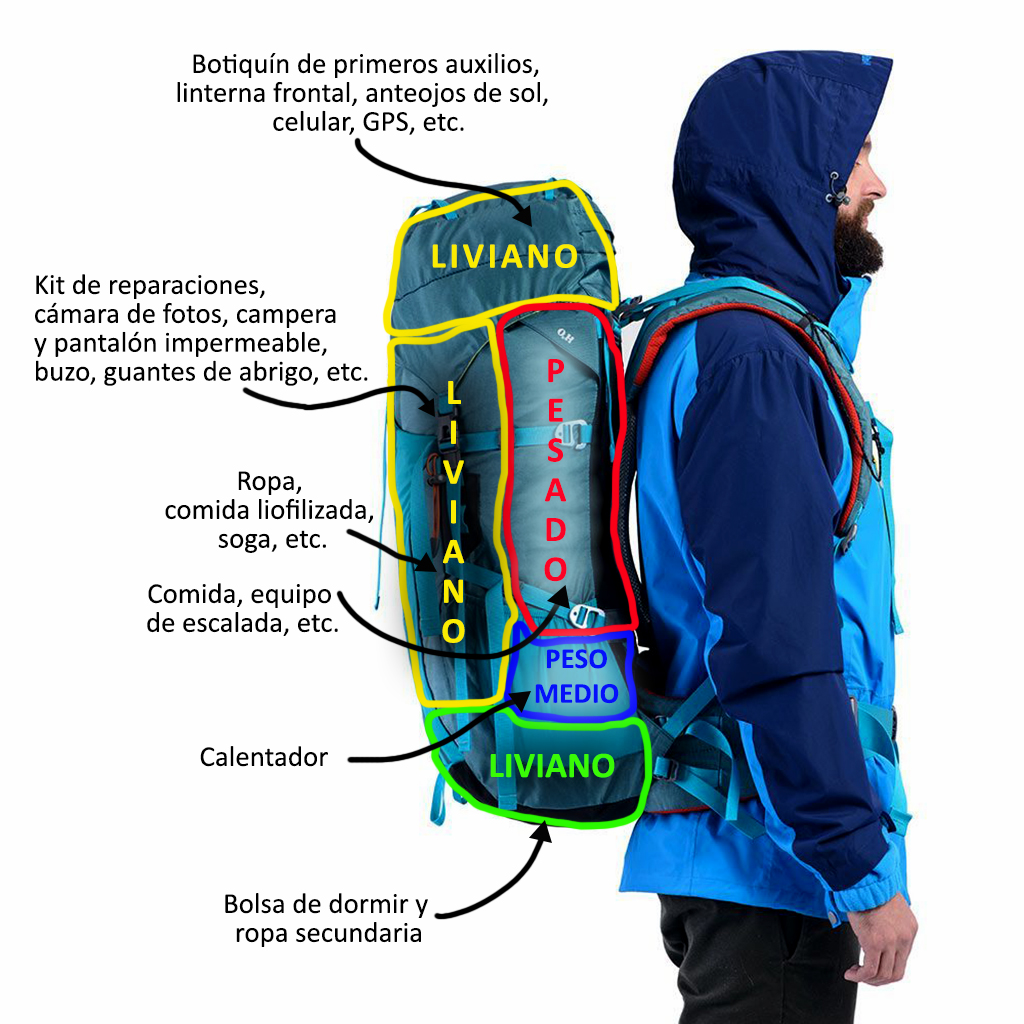 Botiquín de primeros auxilios,
linterna frontal, anteojos de sol,
celular, GPS, etc.
LIVIANO
Kit de reparaciones,
cámara de fotos, campera
y pantalón impermeable,
buzo, guantes de abrigo, etc.
O₂H
PESADO
LIVIANO
Ropa,
comida liofilizada,
soga, etc.
Comida, equipo
de escalada, etc.
PESO
MEDIO
Calentador
LIVIANO
Bolsa de dormir y
ropa secundaria